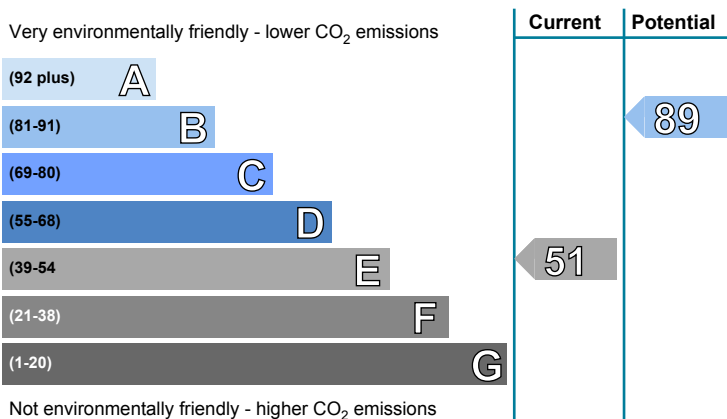 Very environmentally friendly - lower CO2 emissions
Current
Potential
(92 plus) A
(81-91) B
89
(69-80) C
(55-68) D
(39-54 E
51
(21-38) F
(1-20) G
Not environmentally friendly - higher CO2 emissions